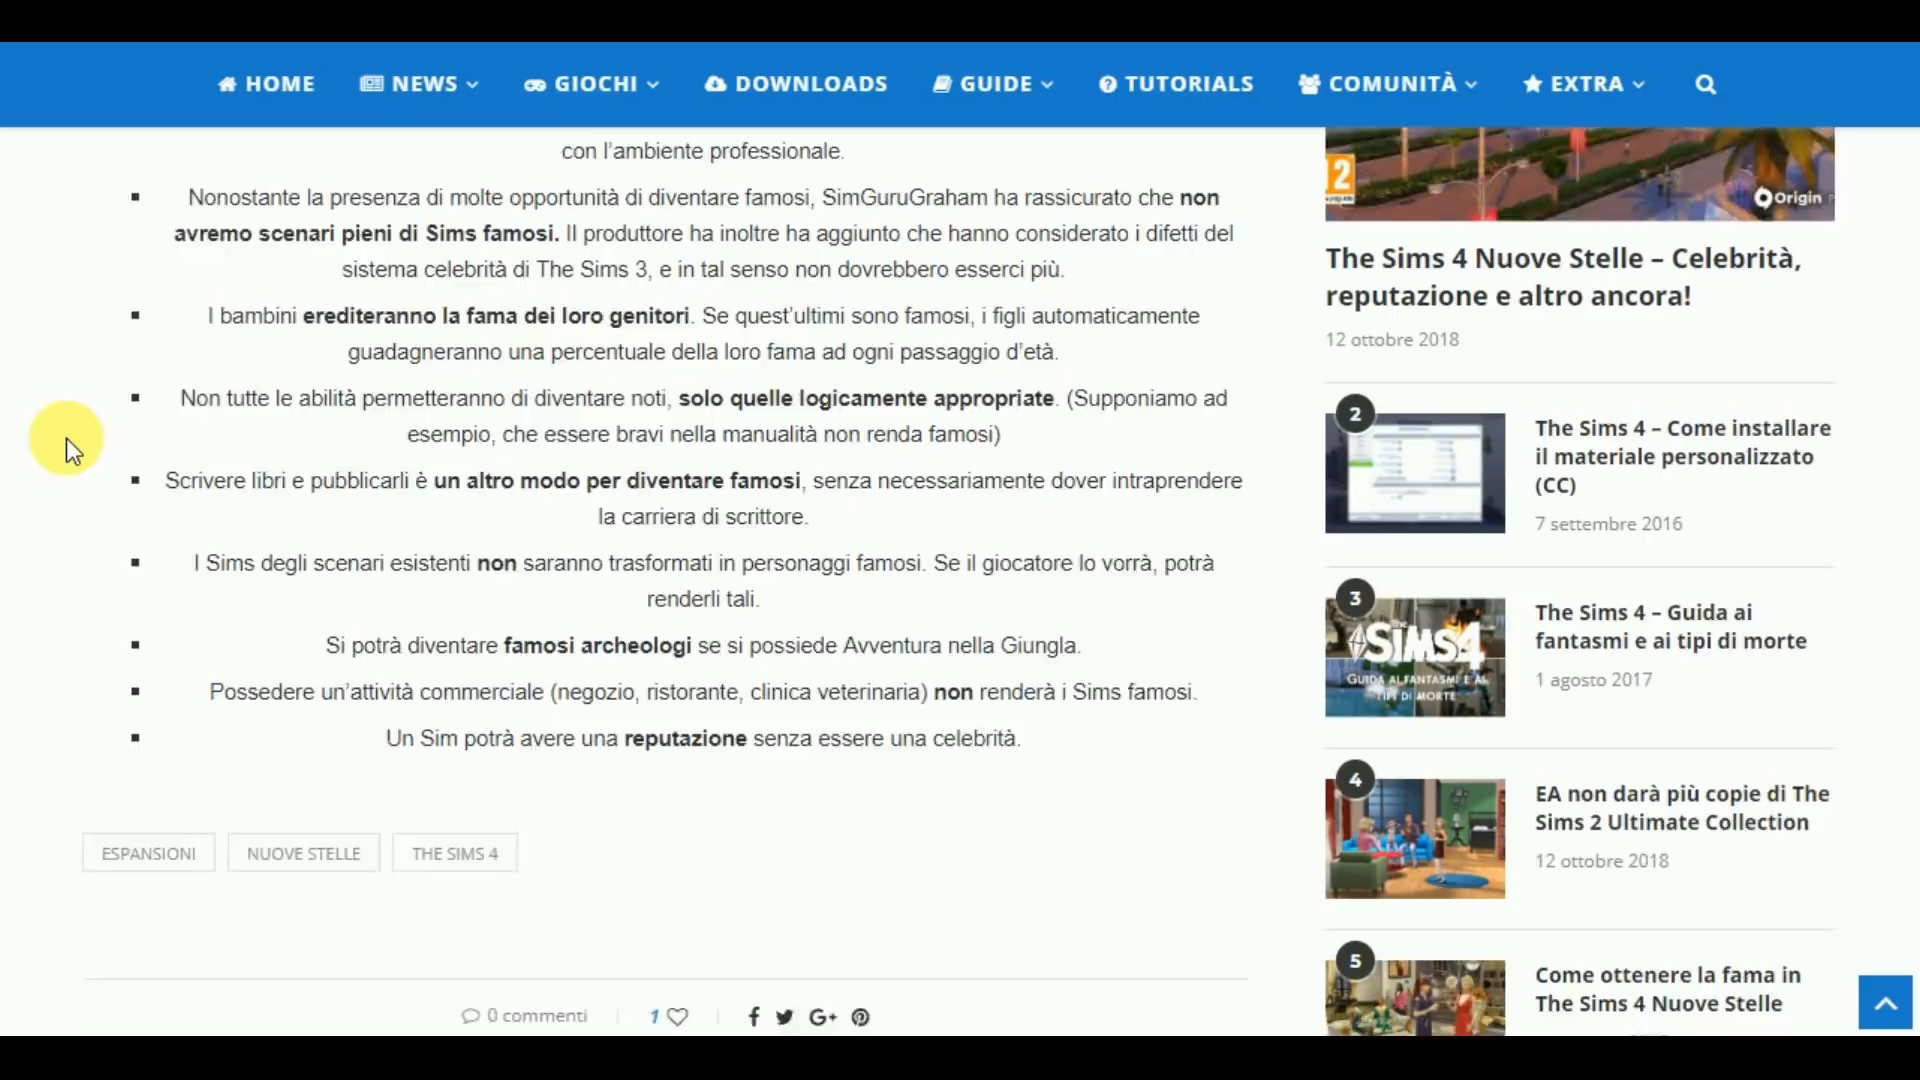 HOME NEWS GIOCHI DOWNLOADS GUIDE TUTORIALS COMUNITÀ EXTRA
con l'ambiente professionale.
Nonostante la presenza di molte opportunità di diventare famosi, SimGuruGraham ha rassicurato che non
avremo scenari pieni di Sims famosi. Il produttore ha inoltre ha aggiunto che hanno considerato i difetti del
sistema celebrità di The Sims 3, e in tal senso non dovrebbero esserci più.
I bambini erediteranno la fama dei loro genitori. Se quest'ultimi sono famosi, i figli automaticamente
guadagneranno una percentuale della loro fama ad ogni passaggio d'età.
Non tutte le abilità permetteranno di diventare noti, solo quelle logicamente appropriate. (Supponiamo ad
esempio, che essere bravi nella manualità non renda famosi)
Scrivere libri e pubblicarli è un altro modo per diventare famosi, senza necessariamente dover intraprendere
la carriera di scrittore.
I Sims degli scenari esistenti non saranno trasformati in personaggi famosi. Se il giocatore lo vorrà, potrà
renderli tali.
Si potrà diventare famosi archeologi se si possiede Avventura nella Giungla.
Possedere un'attività commerciale (negozio, ristorante, clinica veterinaria) non renderà i Sims famosi.
Un Sim potrà avere una reputazione senza essere una celebrità.
ESPANSIONI NUOVE STELLE THE SIMS 4
0 commenti 1 G+
12 Origin
The Sims 4 Nuove Stelle – Celebrità,
reputazione e altro ancora!
12 ottobre 2018
2
The Sims 4 – Come installare
il materiale personalizzato
(CC)
7 settembre 2016
3
SIMS4
GUIDA AI FANTASMI E AI
TIPI DI MORTE
The Sims 4 – Guida ai
fantasmi e ai tipi di morte
1 agosto 2017
4
EA non darà più copie di The
Sims 2 Ultimate Collection
12 ottobre 2018
5
Come ottenere la fama in
The Sims 4 Nuove Stelle